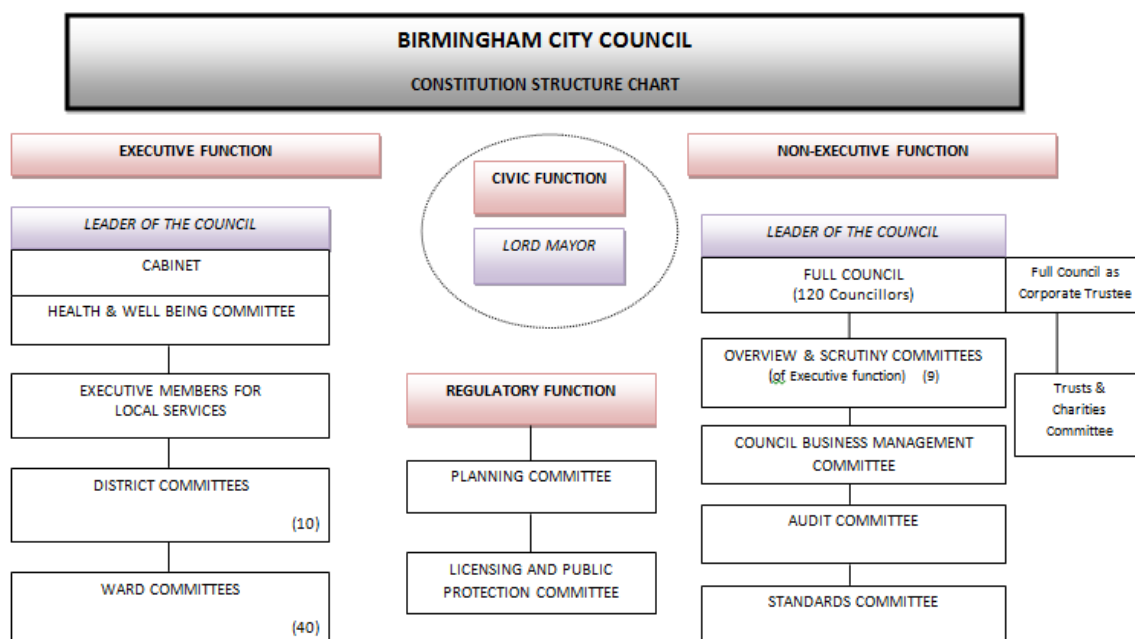 BIRMINGHAM CITY COUNCIL
CONSTITUTION STRUCTURE CHART
EXECUTIVE FUNCTION
LEADER OF THE COUNCIL
CABINET
HEALTH & WELL BEING COMMITTEE
EXECUTIVE MEMBERS FOR
LOCAL SERVICES
DISTRICT COMMITTEES
(10)
WARD COMMITTEES
(40)
CIVIC FUNCTION
LORD MAYOR
REGULATORY FUNCTION
PLANNING COMMITTEE
LICENSING AND PUBLIC
PROTECTION COMMITTEE
NON-EXECUTIVE FUNCTION
LEADER OF THE COUNCIL
FULL COUNCIL
(120 Councillors)
OVERVIEW & SCRUTINY COMMITTEES
(of Executive function) (9)
COUNCIL BUSINESS MANAGEMENT
COMMITTEE
AUDIT COMMITTEE
STANDARDS COMMITTEE
Full Council as
Corporate Trustee
Trusts &
Charities
Committee